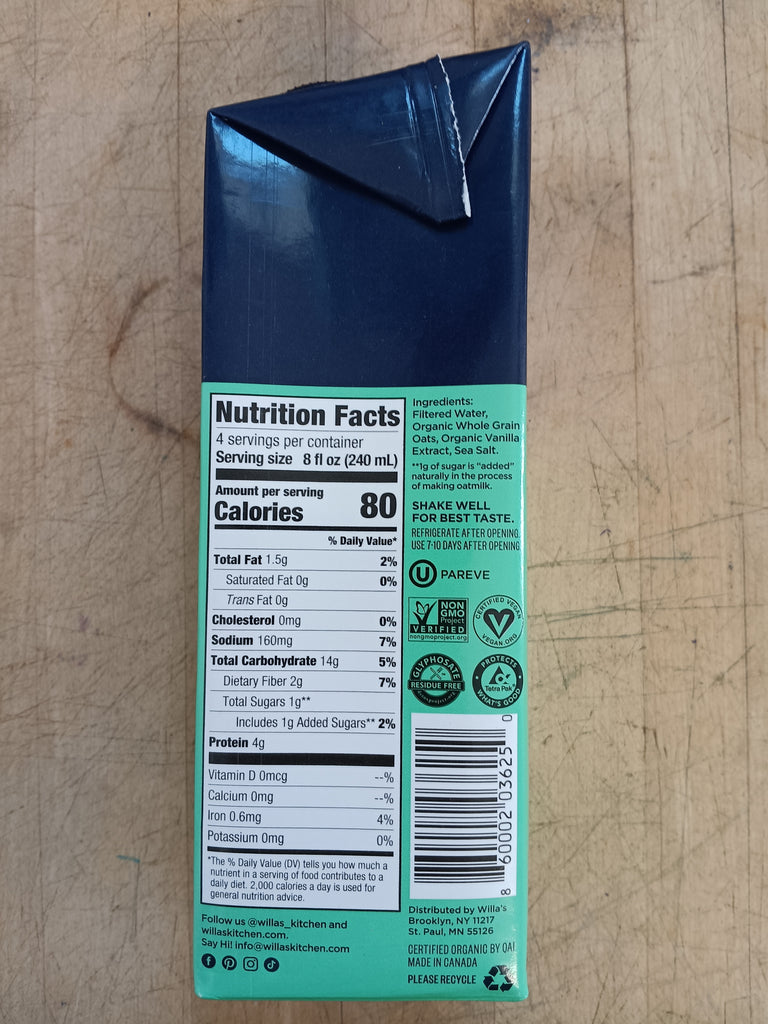 Nutrition Facts
4 servings per container
Serving size 8 fl oz (240 mL)
Amount per serving
Calories 80
% Daily Value*
Total Fat 1.5g 2%
Saturated Fat 0g 0%
Trans Fat 0g
Cholesterol 0mg 0%
Sodium 160mg 7%
Total Carbohydrate 14g 5%
Dietary Fiber 2g 7%
Total Sugars 1g**
Includes 1g Added Sugars** 2%
Protein 4g
Vitamin D 0mcg --%
Calcium 0mg --%
Iron 0.6mg 4%
Potassium 0mg 0%
*The % Daily Value (DV) tells you how much a
nutrient in a serving of food contributes to a
daily diet. 2,000 calories a day is used for
general nutrition advice.
Follow us @willas_kitchen and
willaskitchen.com.
Say Hi! info@willaskitchen.com
Ingredients:
Filtered Water,
Organic Whole Grain
Oats, Organic Vanilla
Extract, Sea Salt.
**1g of sugar is "added"
naturally in the process
of making oatmilk.
SHAKE WELL
FOR BEST TASTE.
REFRIGERATE AFTER OPENING.
USE 7-10 DAYS AFTER OPENING
U PAREVE
NON
GMO
Project
VERIFIED
nongmoproject.org
CERTIFIED VEGAN
V
VEGAN.ORG
GLYPHOSATE
RESIDUE FREE
PROTECTS
Tetra Pak
WHAT'S GOOD
8 60002 03625 0
Distributed by Willa's
Brooklyn, NY 11217
St. Paul, MN 55126
CERTIFIED ORGANIC BY QAI
MADE IN CANADA
PLEASE RECYCLE